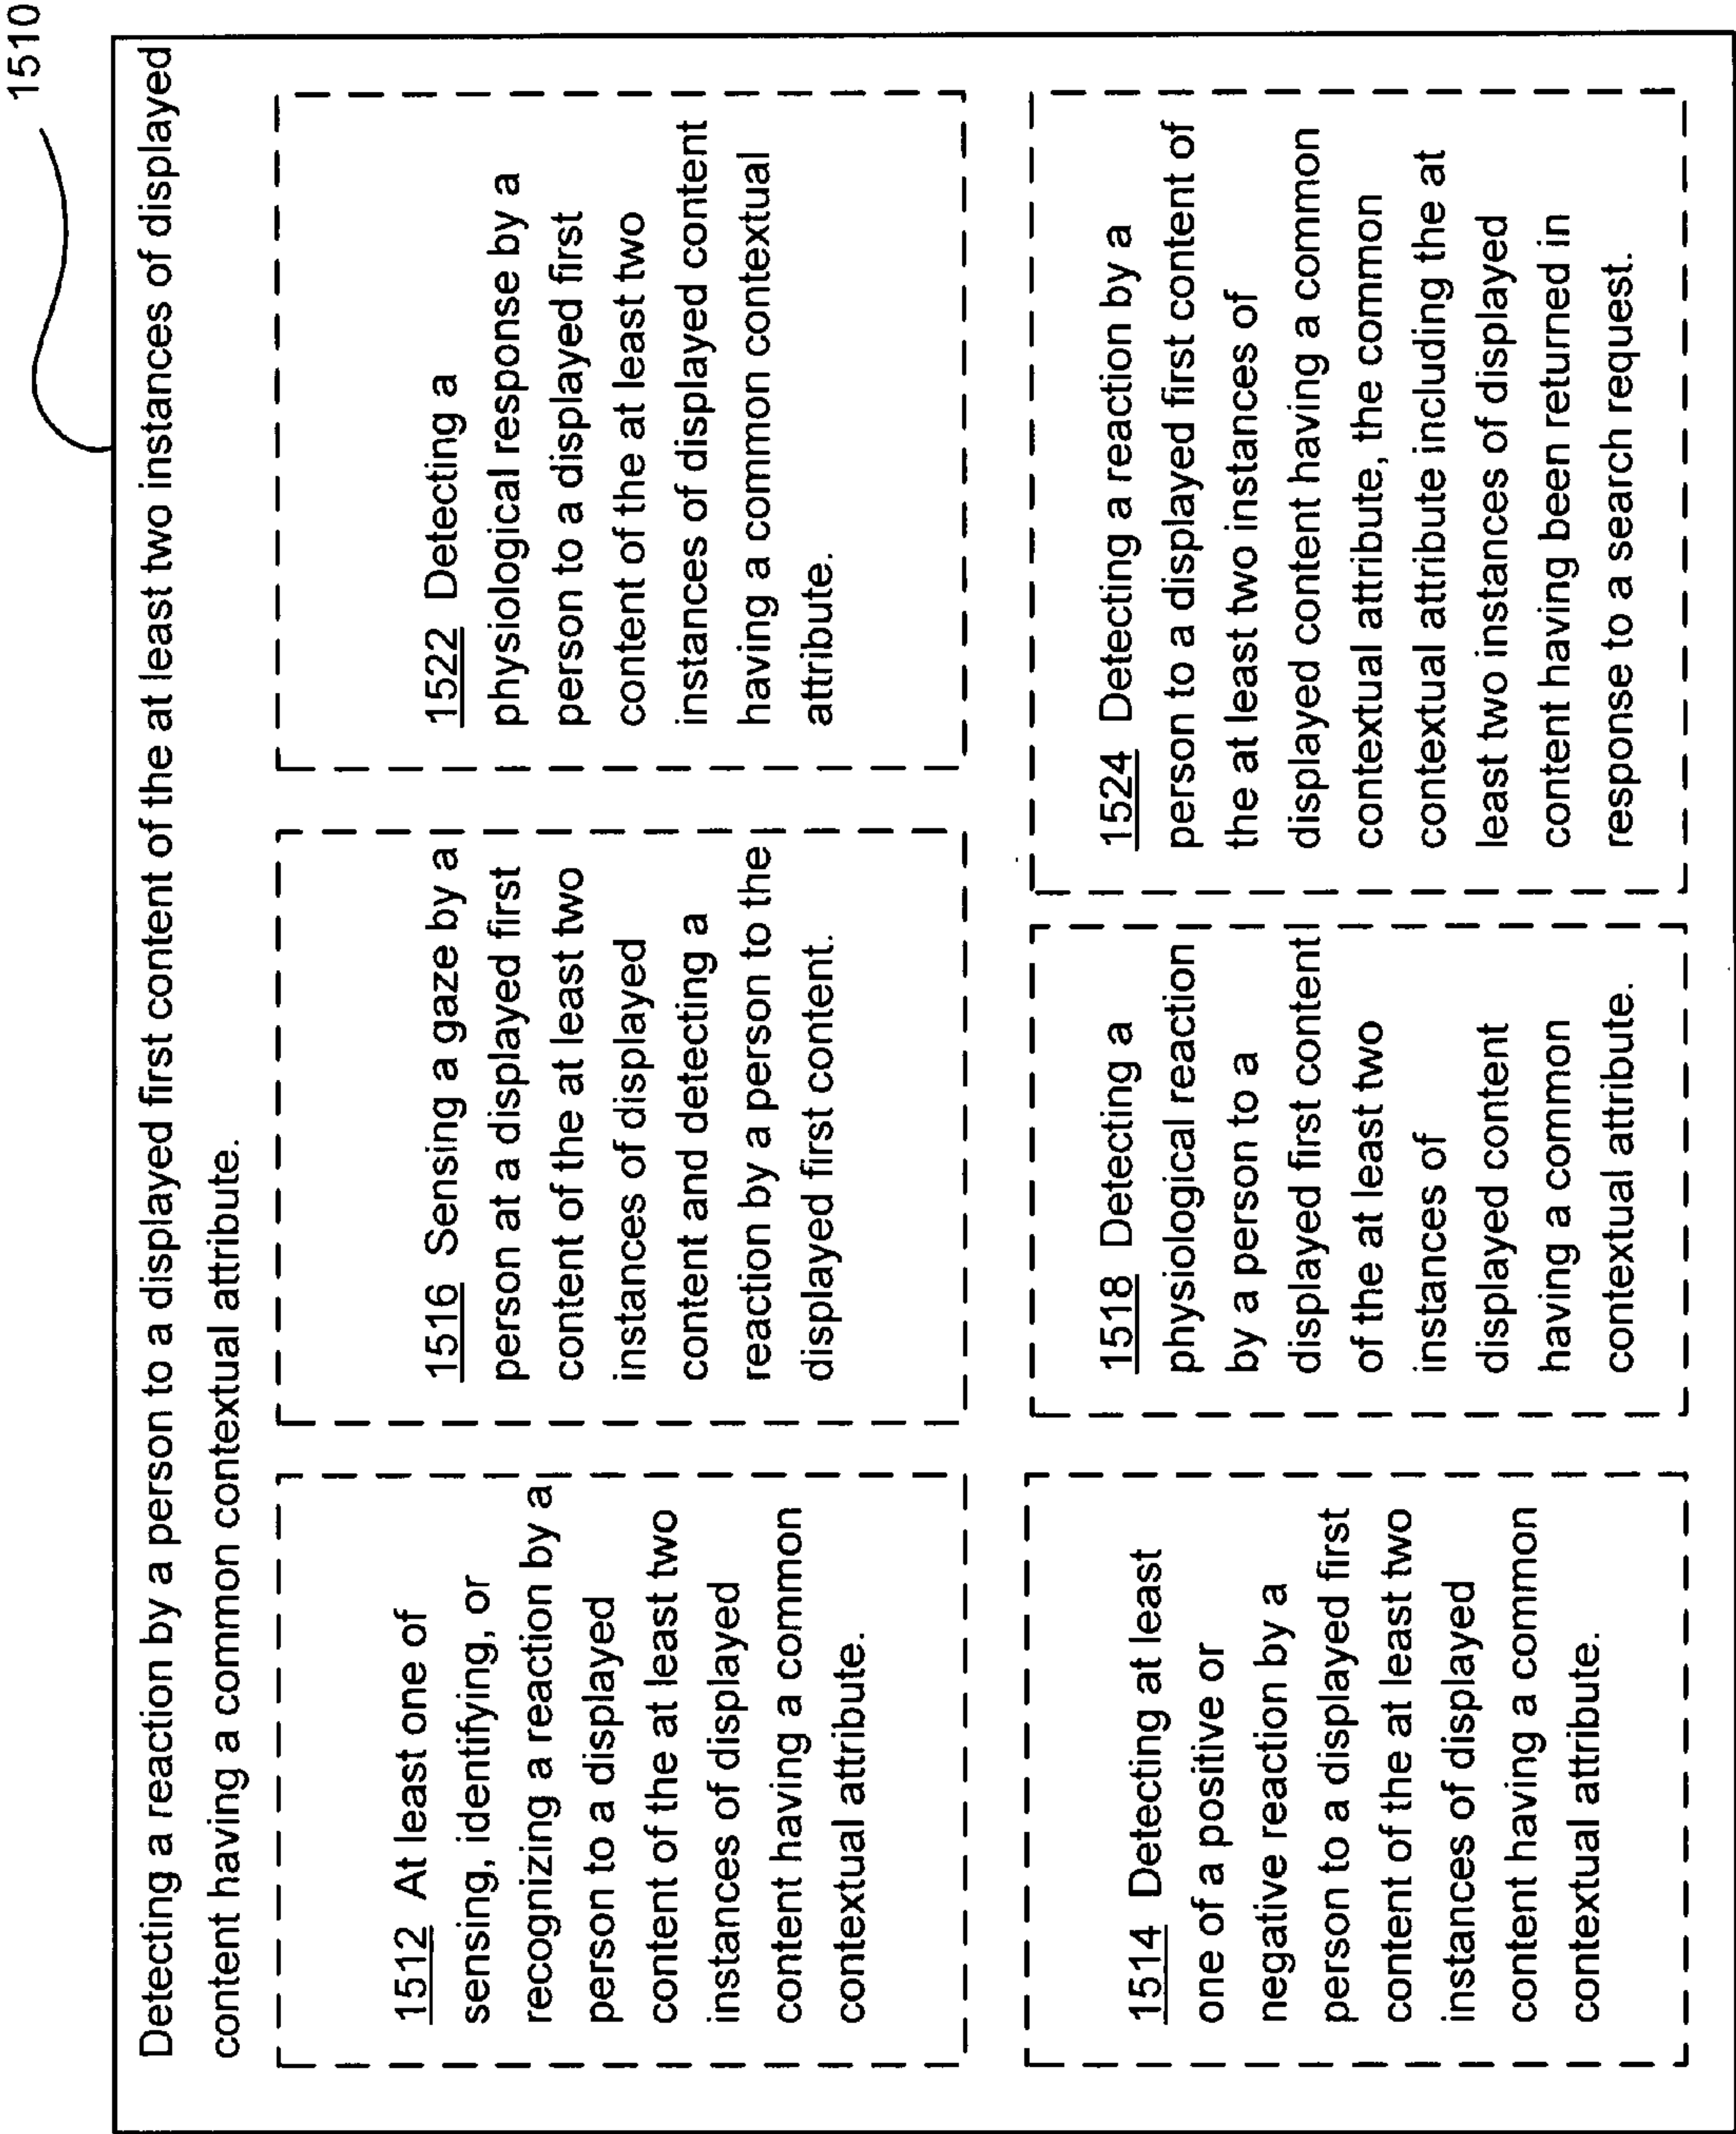 1510
Detecting a reaction by a person to a displayed first content of the at least two instances of displayed
content having a common contextual attribute.
1512 At least one of
sensing, identifying, or
recognizing a reaction by a
person to a displayed
content of the at least two
instances of displayed
content having a common
contextual attribute.
1516 Sensing a gaze by a
person at a displayed first
content of the at least two
instances of displayed
content and detecting a
reaction by a person to the
displayed first content.
1522 Detecting a
physiological response by a
person to a displayed first
content of the at least two
instances of displayed content
having a common contextual
attribute.
1514 Detecting at least
one of a positive or
negative reaction by a
person to a displayed first
content of the at least two
instances of displayed
content having a common
contextual attribute.
1518 Detecting a
physiological reaction
by a person to a
displayed first content
of the at least two
instances of
displayed content
having a common
contextual attribute.
1524 Detecting a reaction by a
person to a displayed first content of
the at least two instances of
displayed content having a common
contextual attribute, the common
contextual attribute including the at
least two instances of displayed
content having been returned in
response to a search request.